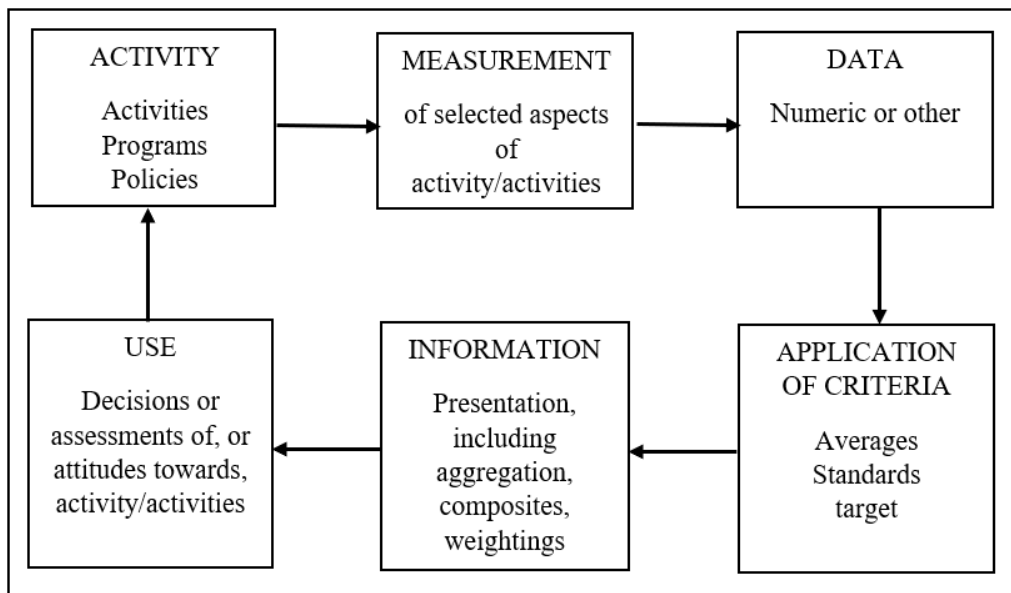 ACTIVITY
Activities
Programs
Policies
MEASUREMENT
of selected aspects
of
activity/activities
DATA
Numeric or other
USE
Decisions or
assessments of, or
attitudes towards,
activity/activities
INFORMATION
Presentation,
including
aggregation,
composites,
weightings
APPLICATION
OF CRITERIA
Averages
Standards
target